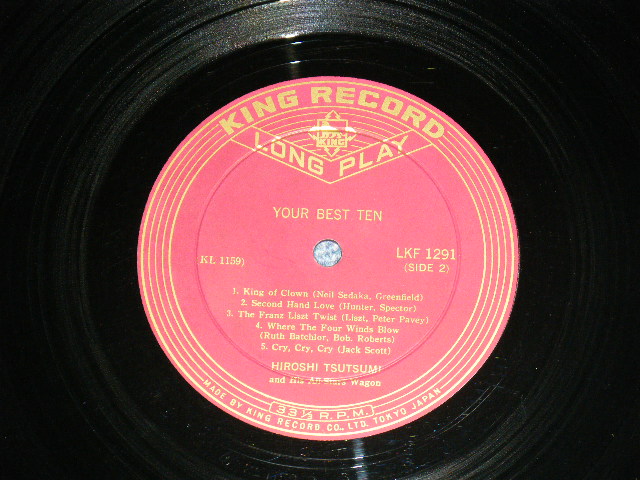 KING RECORD
KING
LONG PLAY
YOUR BEST TEN
KL 1159)
LKF 1291
(SIDE 2)
1. King of Clown (Neil Sedaka, Greenfield)
2. Second Hand Love (Hunter, Spector)
3. The Franz Liszt Twist (Liszt, Peter Pavey)
4. Where The Four Winds Blow
(Ruth Batchlor, Bob. Roberts)
5. Cry, Cry, Cry (Jack Scott)
HIROSHI TSUTSUMI
and His All-Stars Wagon
33⅓ R.P.M.
MADE BY KING RECORD CO., LTD. TOKYO JAPAN